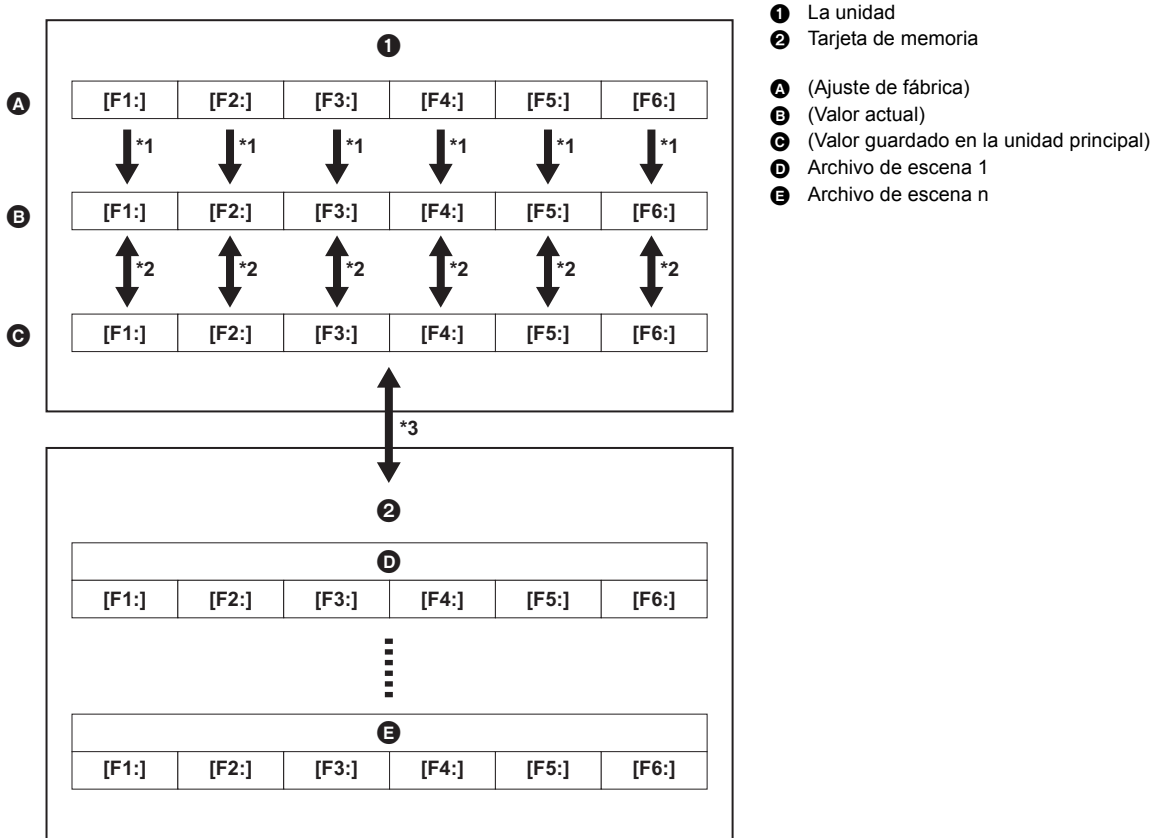 ❶
Ⓐ [F1:] [F2:] [F3:] [F4:] [F5:] [F6:]
*1 *1 *1 *1 *1 *1
Ⓑ [F1:] [F2:] [F3:] [F4:] [F5:] [F6:]
*2 *2 *2 *2 *2 *2
Ⓒ [F1:] [F2:] [F3:] [F4:] [F5:] [F6:]
*3
❷
Ⓓ
[F1:] [F2:] [F3:] [F4:] [F5:] [F6:]
Ⓔ
[F1:] [F2:] [F3:] [F4:] [F5:] [F6:]
❶ La unidad
❷ Tarjeta de memoria
Ⓐ (Ajuste de fábrica)
Ⓑ (Valor actual)
Ⓒ (Valor guardado en la unidad principal)
Ⓓ Archivo de escena 1
Ⓔ Archivo de escena n